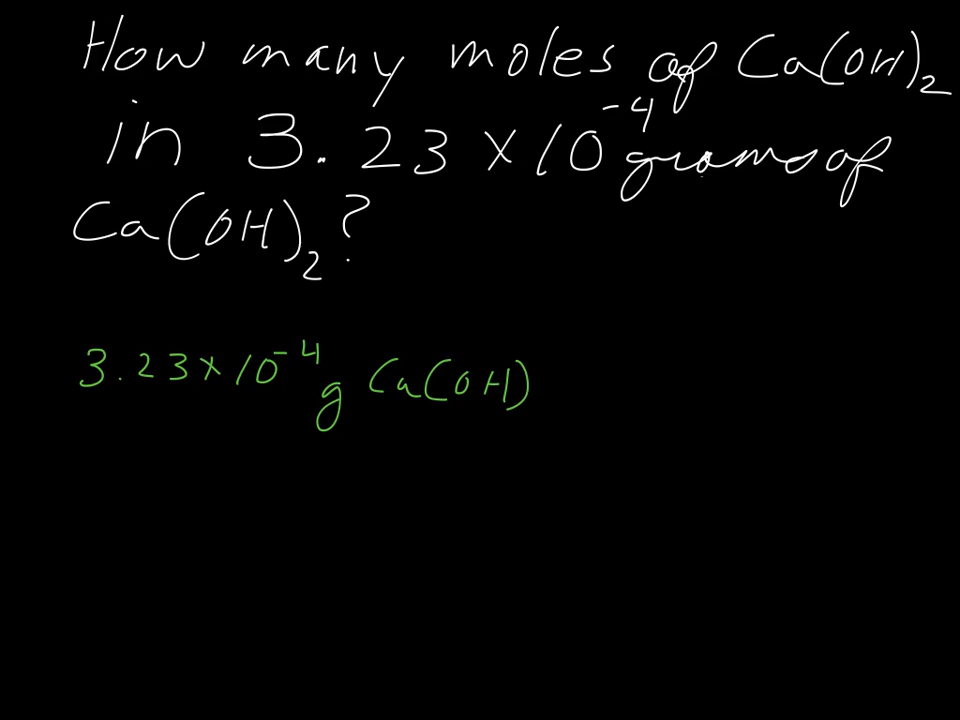 How many moles of Ca(OH)₂
in 3.23 × 10⁻⁴ grams of
Ca(OH)₂?
3.23 × 10⁻⁴ g Ca(OH)